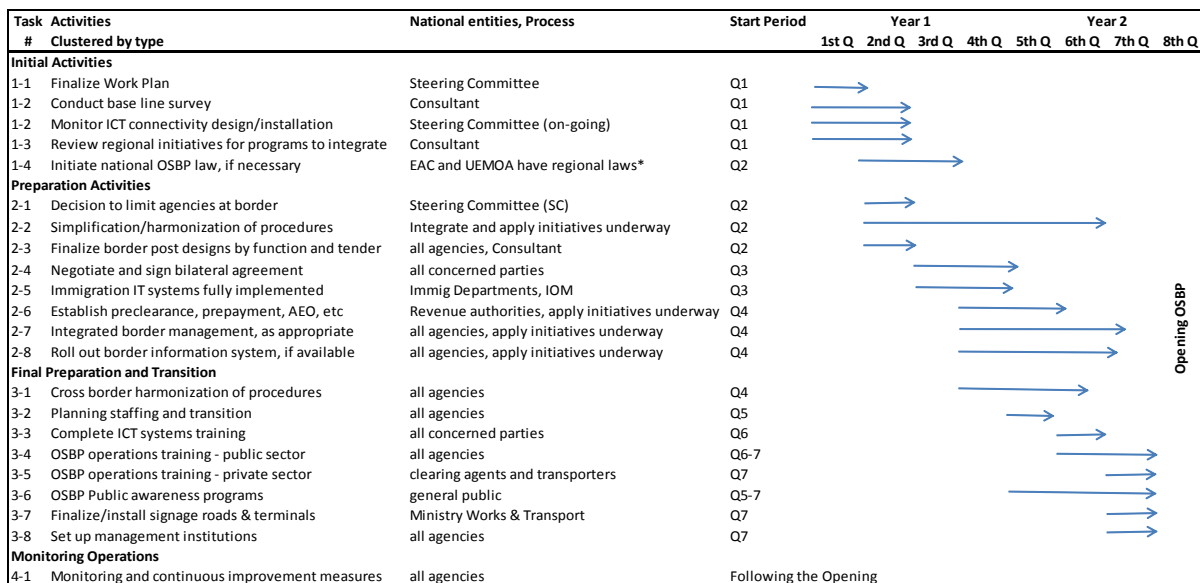 Task Activities National entities, Process Start Period Year 1 Year 2
# Clustered by type 1st Q 2nd Q 3rd Q 4th Q 5th Q 6th Q 7th Q 8th Q
Initial Activities
1-1 Finalize Work Plan Steering Committee Q1
1-2 Conduct base line survey Consultant Q1
1-2 Monitor ICT connectivity design/installation Steering Committee (on-going) Q1
1-3 Review regional initiatives for programs to integrate Consultant Q1
1-4 Initiate national OSBP law, if necessary EAC and UEMOA have regional laws* Q2
Preparation Activities
2-1 Decision to limit agencies at border Steering Committee (SC) Q2
2-2 Simplification/harmonization of procedures Integrate and apply initiatives underway Q2
2-3 Finalize border post designs by function and tender all agencies, Consultant Q2
2-4 Negotiate and sign bilateral agreement all concerned parties Q3
2-5 Immigration IT systems fully implemented Immig Departments, IOM Q3
2-6 Establish preclearance, prepayment, AEO, etc Revenue authorities, apply initiatives underway Q4
2-7 Integrated border management, as appropriate all agencies, apply initiatives underway Q4
2-8 Roll out border information system, if available all agencies, apply initiatives underway Q4
Opening OSBP
Final Preparation and Transition
3-1 Cross border harmonization of procedures all agencies Q4
3-2 Planning staffing and transition all agencies Q5
3-3 Complete ICT systems training all concerned parties Q6
3-4 OSBP operations training - public sector all agencies Q6-7
3-5 OSBP operations training - private sector clearing agents and transporters Q7
3-6 OSBP Public awareness programs general public Q5-7
3-7 Finalize/install signage roads & terminals Ministry Works & Transport Q7
3-8 Set up management institutions all agencies Q7
Monitoring Operations
4-1 Monitoring and continuous improvement measures all agencies Following the Opening